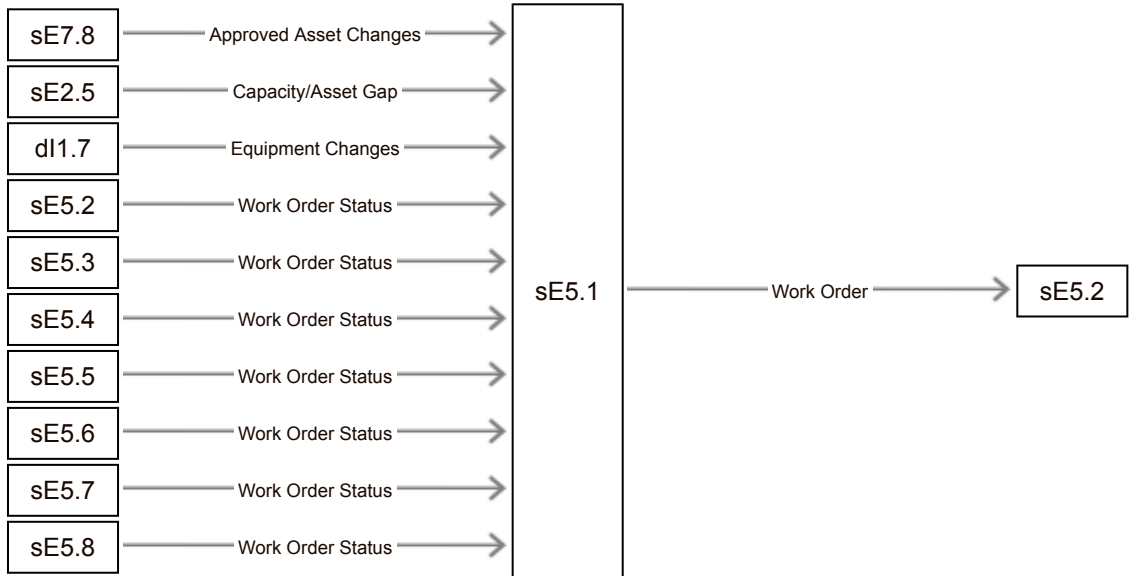 sE7.8 Approved Asset Changes
sE2.5 Capacity/Asset Gap
dI1.7 Equipment Changes
sE5.2 Work Order Status
sE5.3 Work Order Status
sE5.1 Work Order sE5.2
sE5.4 Work Order Status
sE5.5 Work Order Status
sE5.6 Work Order Status
sE5.7 Work Order Status
sE5.8 Work Order Status